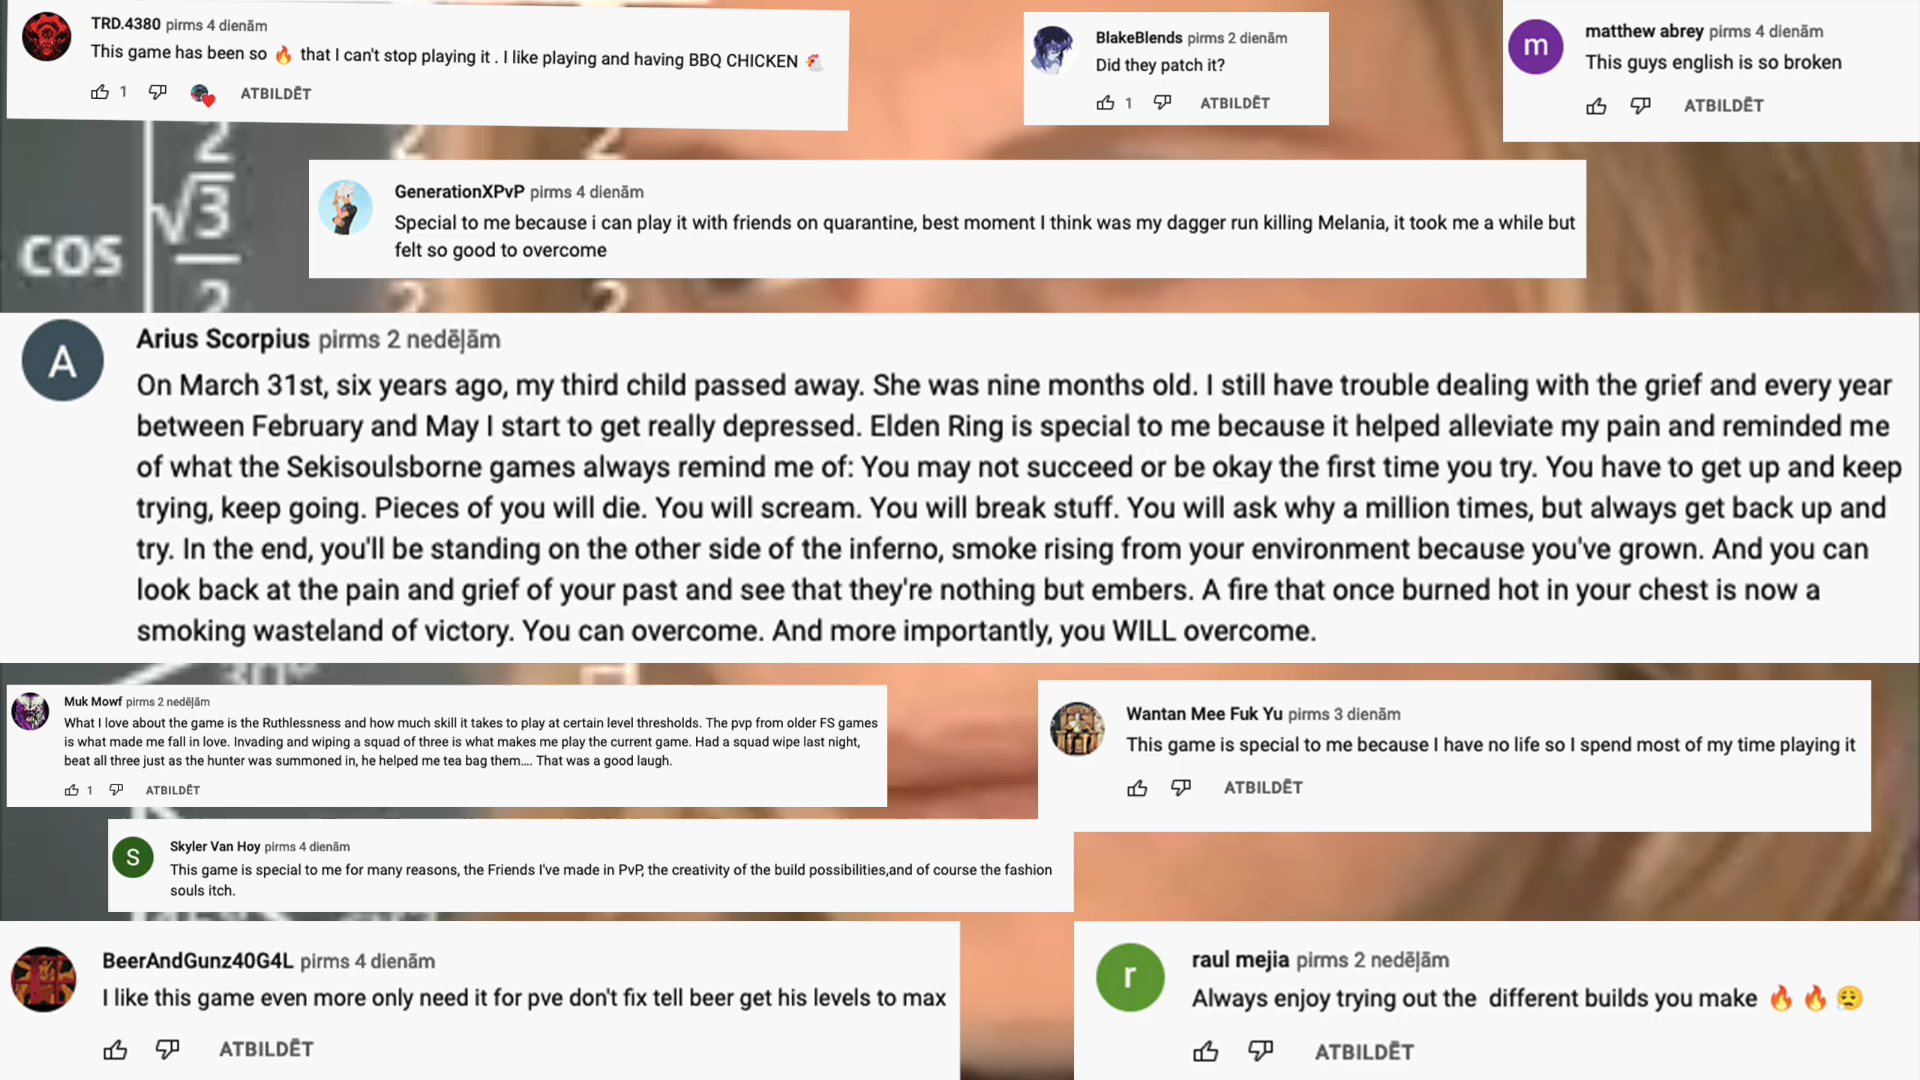 TRD.4380 pirms 4 dienām
This game has been so 🔥 that I can't stop playing it . I like playing and having BBQ CHICKEN 🐔
1 ATBILDĒT
BlakeBlends pirms 2 dienām
Did they patch it?
1 ATBILDĒT
m
matthew abrey pirms 4 dienām
This guys english is so broken
ATBILDĒT
2 2 2
cos √3
2 2 2
GenerationXPvP pirms 4 dienām
Special to me because i can play it with friends on quarantine, best moment I think was my dagger run killing Melania, it took me a while but
felt so good to overcome
A
Arius Scorpius pirms 2 nedēļām
On March 31st, six years ago, my third child passed away. She was nine months old. I still have trouble dealing with the grief and every year
between February and May I start to get really depressed. Elden Ring is special to me because it helped alleviate my pain and reminded me
of what the Sekisoulsborne games always remind me of: You may not succeed or be okay the first time you try. You have to get up and keep
trying, keep going. Pieces of you will die. You will scream. You will break stuff. You will ask why a million times, but always get back up and
try. In the end, you'll be standing on the other side of the inferno, smoke rising from your environment because you've grown. And you can
look back at the pain and grief of your past and see that they're nothing but embers. A fire that once burned hot in your chest is now a
smoking wasteland of victory. You can overcome. And more importantly, you WILL overcome.
30°
Muk Mowf pirms 2 nedēļām
What I love about the game is the Ruthlessness and how much skill it takes to play at certain level thresholds. The pvp from older FS games
is what made me fall in love. Invading and wiping a squad of three is what makes me play the current game. Had a squad wipe last night,
beat all three just as the hunter was summoned in, he helped me tea bag them.... That was a good laugh.
1 ATBILDĒT
Wantan Mee Fuk Yu pirms 3 dienām
This game is special to me because I have no life so I spend most of my time playing it
ATBILDĒT
S
Skyler Van Hoy pirms 4 dienām
This game is special to me for many reasons, the Friends I've made in PvP, the creativity of the build possibilities,and of course the fashion
souls itch.
BeerAndGunz40G4L pirms 4 dienām
I like this game even more only need it for pve don't fix tell beer get his levels to max
ATBILDĒT
r
raul mejia pirms 2 nedēļām
Always enjoy trying out the different builds you make 🔥 🔥 😮‍💨
ATBILDĒT